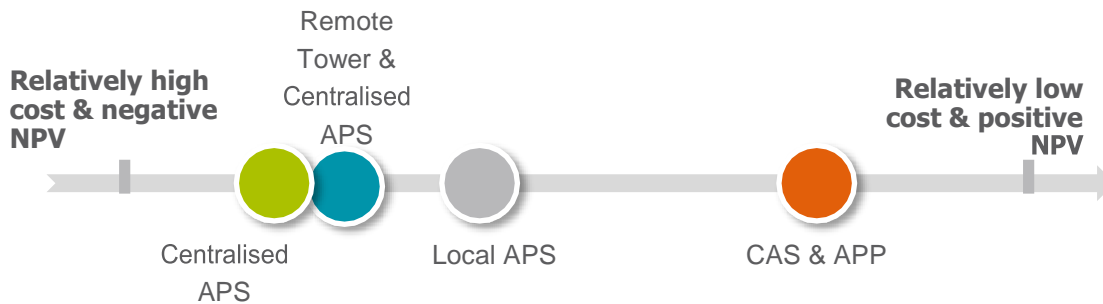 Remote
Tower &
Centralised
APS
Relatively high
cost & negative
NPV
Relatively low
cost & positive
NPV
Centralised
APS
Local APS
CAS & APP